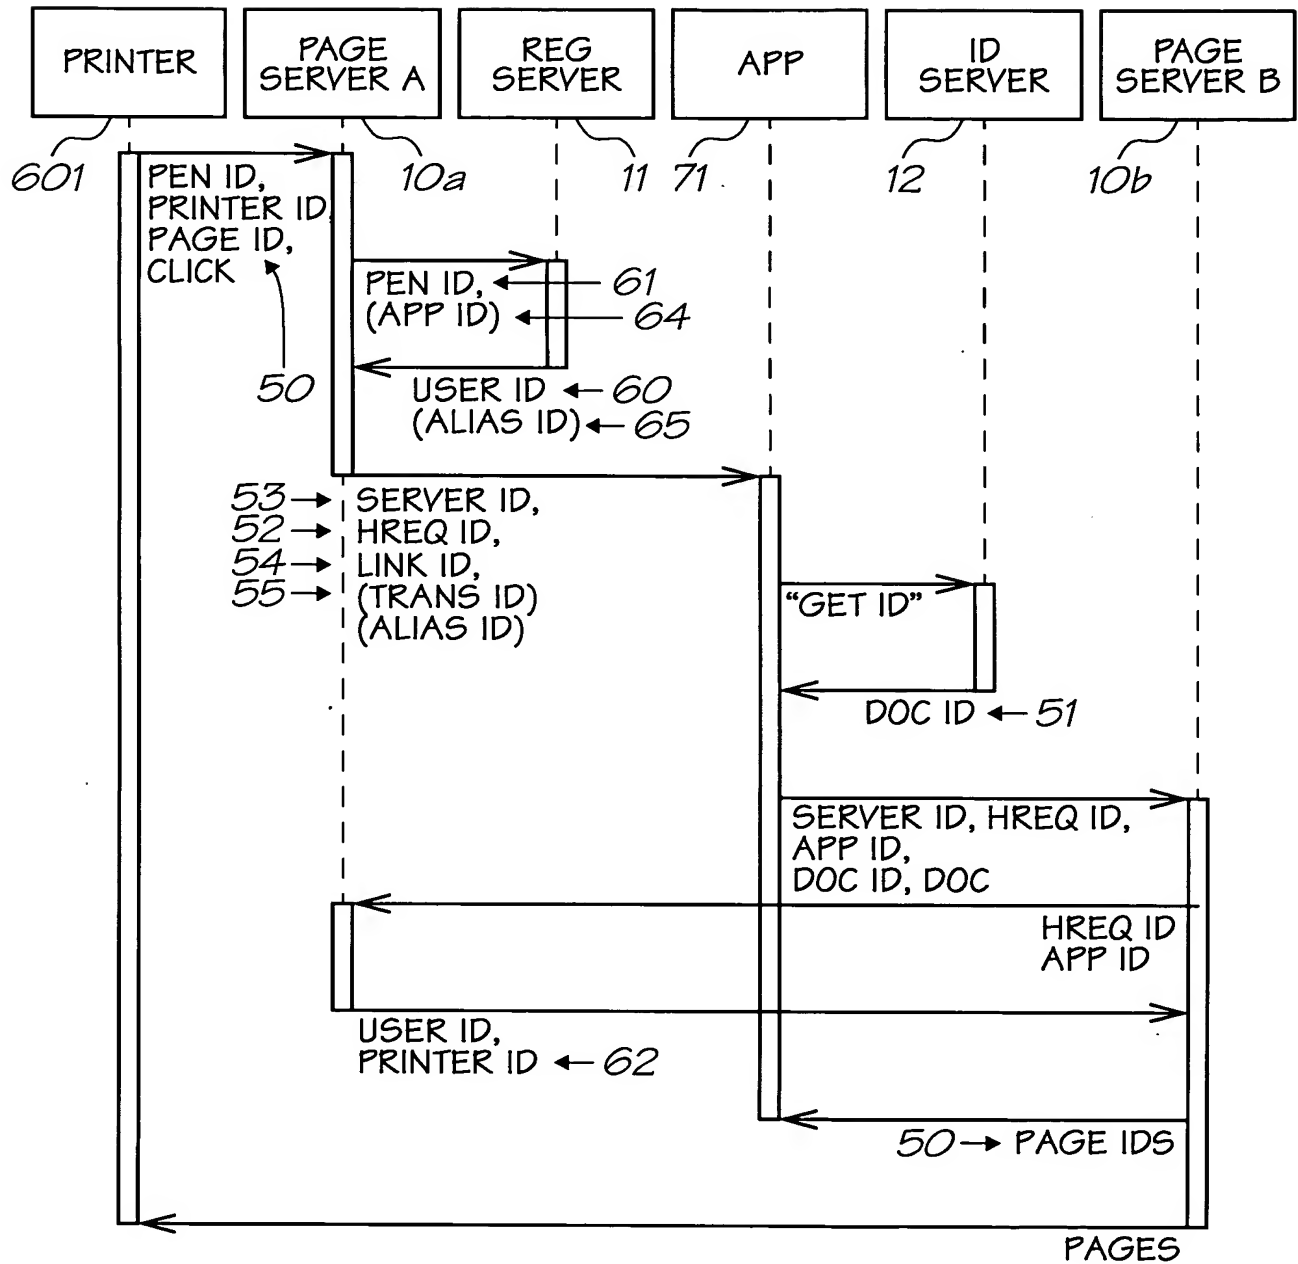 PRINTER
PAGE
SERVER A
REG
SERVER
APP
ID
SERVER
PAGE
SERVER B
601
10a
11
71
12
10b
PEN ID,
PRINTER ID
PAGE ID,
CLICK
50
PEN ID,
61
(APP ID)
64
USER ID
60
(ALIAS ID)
65
53
SERVER ID,
52
HREQ ID,
54
LINK ID,
55
(TRANS ID)
(ALIAS ID)
"GET ID"
DOC ID
51
SERVER ID, HREQ ID,
APP ID,
DOC ID, DOC
HREQ ID
APP ID
USER ID,
PRINTER ID
62
50
PAGE IDS
PAGES